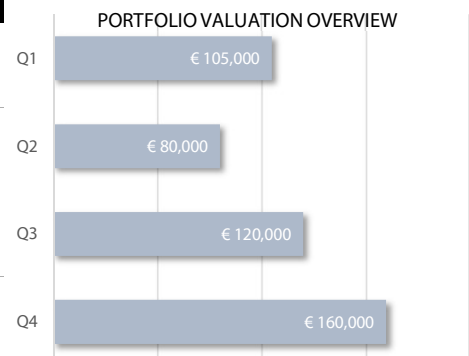 PORTFOLIO VALUATION OVERVIEW
Q1 € 105,000
Q2 € 80,000
Q3 € 120,000
Q4 € 160,000